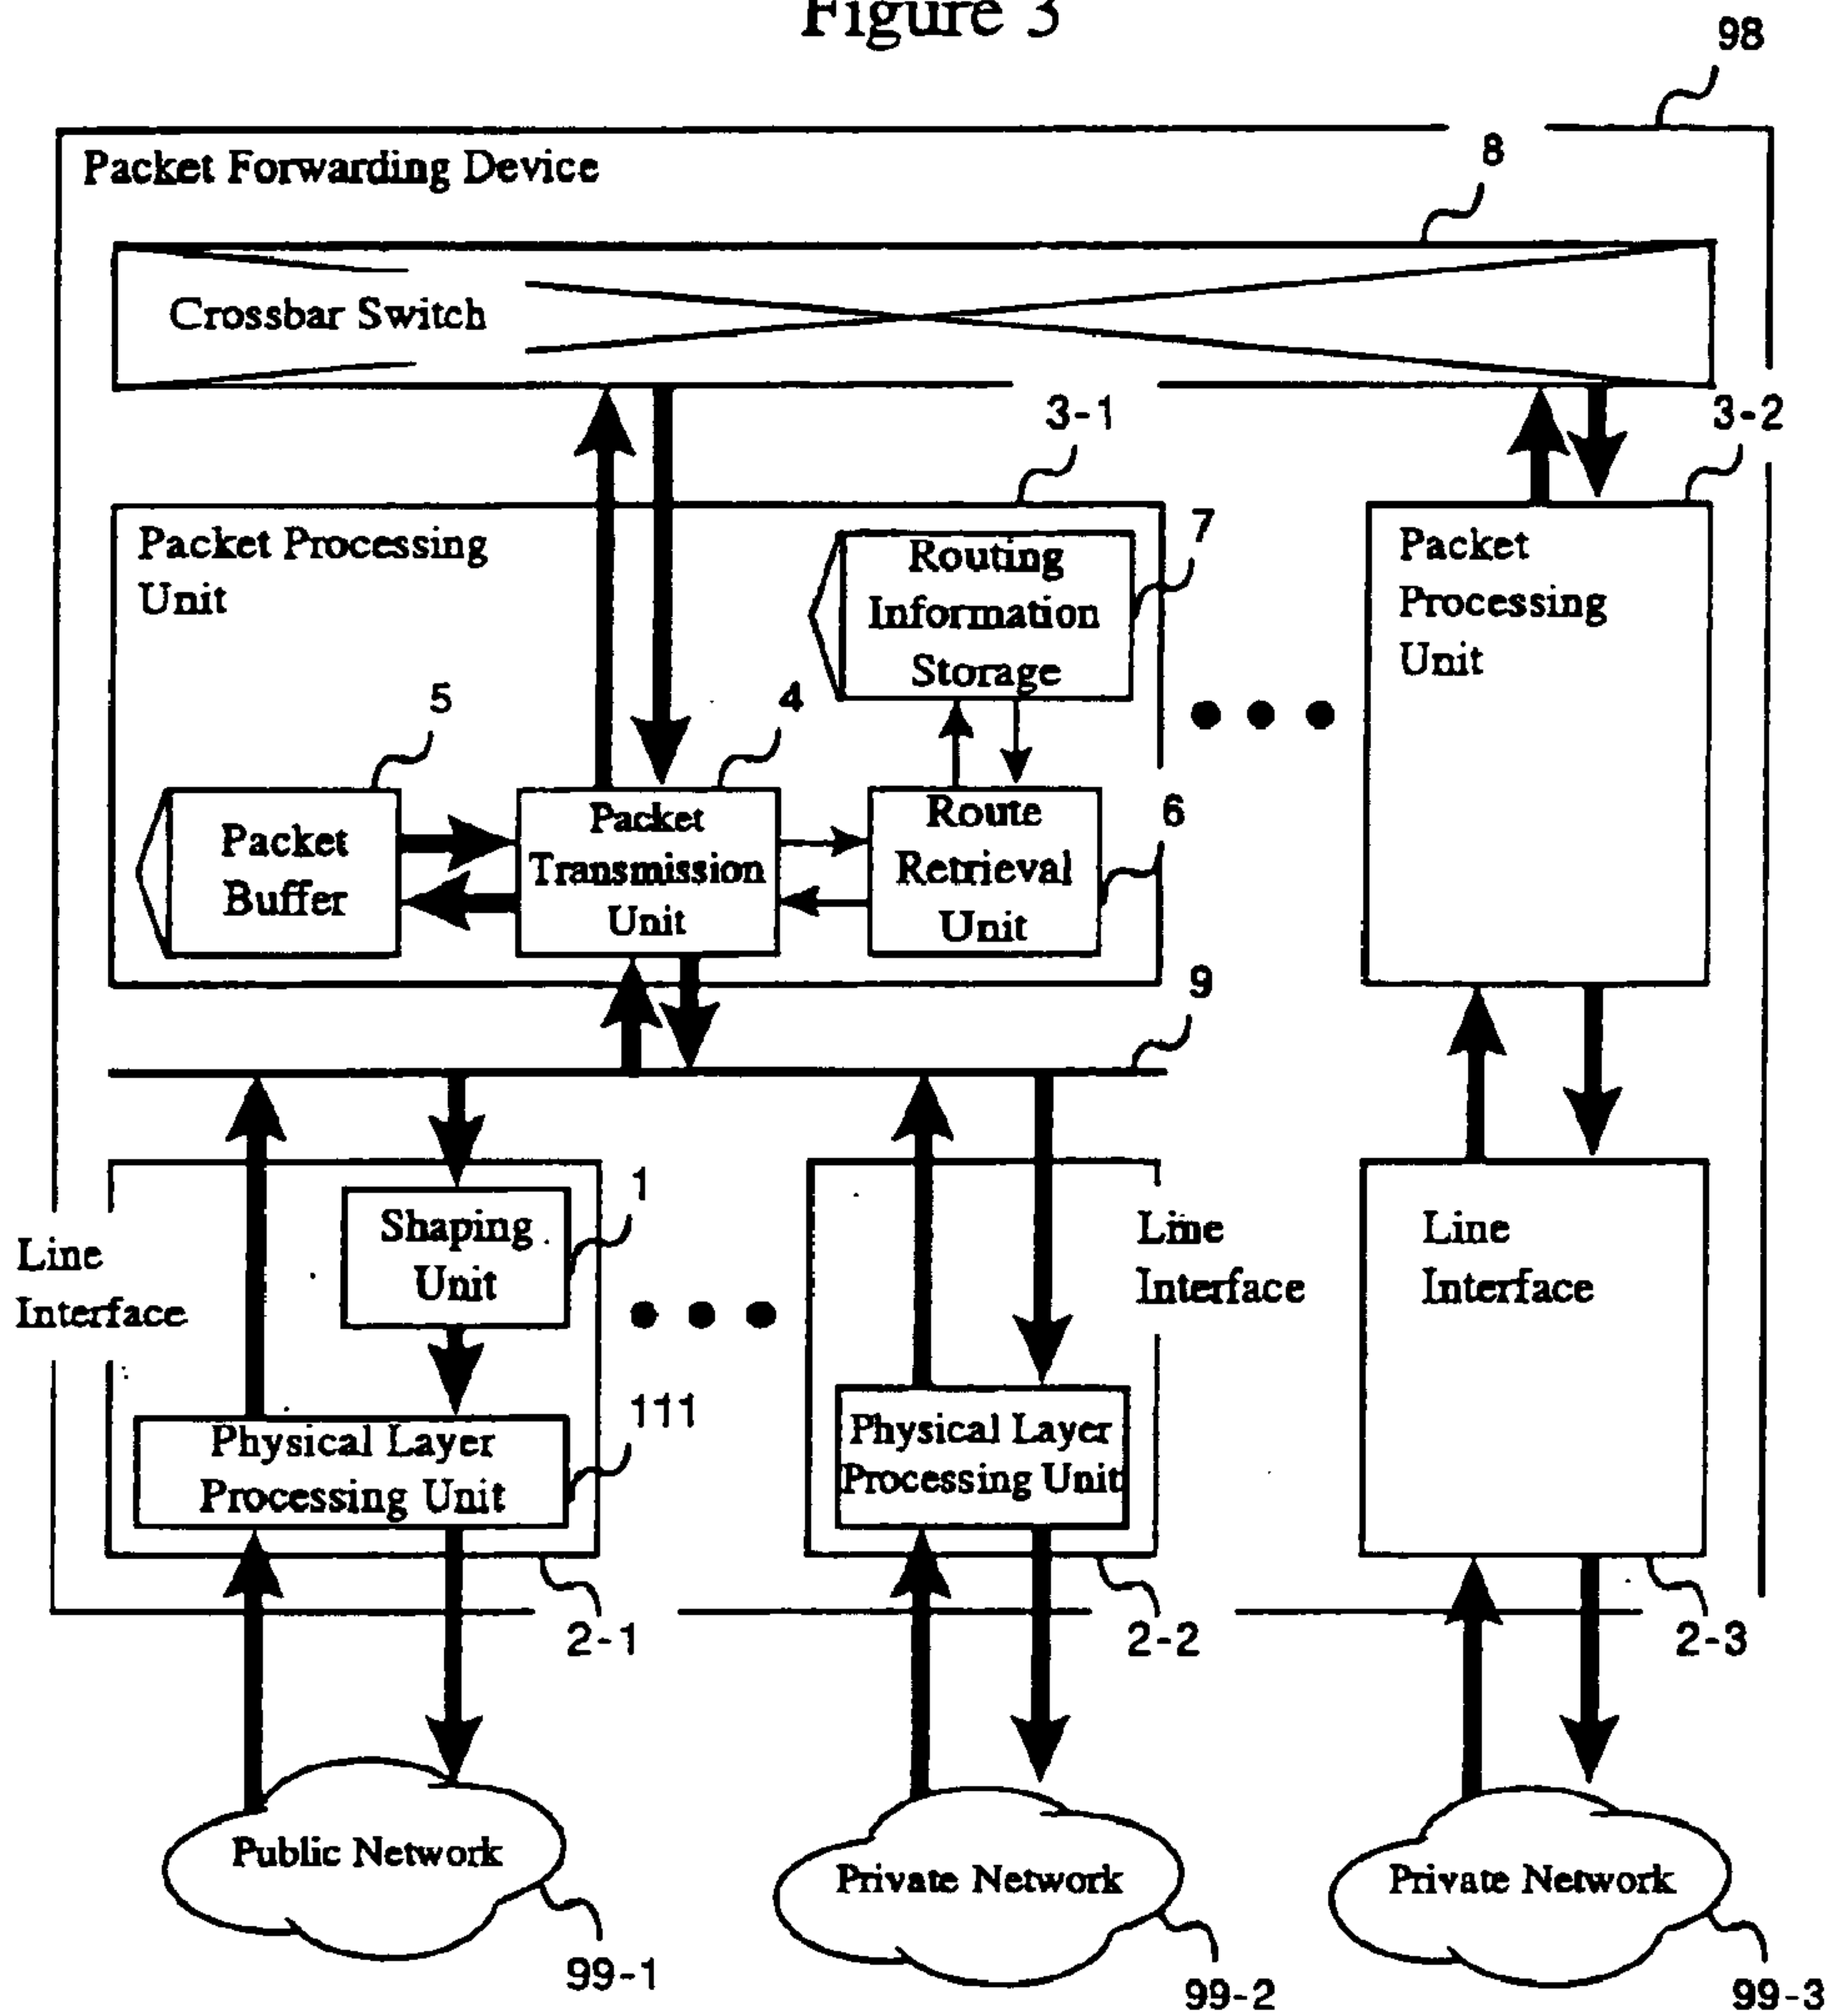 Figure 3
98
Packet Forwarding Device
8
Crossbar Switch
3-1
3-2
Packet Processing
Unit
7
Routing
Information
Storage
Packet
Processing
Unit
5
4
6
Packet
Buffer
Packet
Transmission
Unit
Route
Retrieval
Unit
9
Line
Interface
1
Shaping
Unit
Line
Interface
Line
Interface
111
Physical Layer
Processing Unit
Physical Layer
Processing Unit
2-1
2-2
2-3
Public Network
Private Network
Private Network
99-1
99-2
99-3